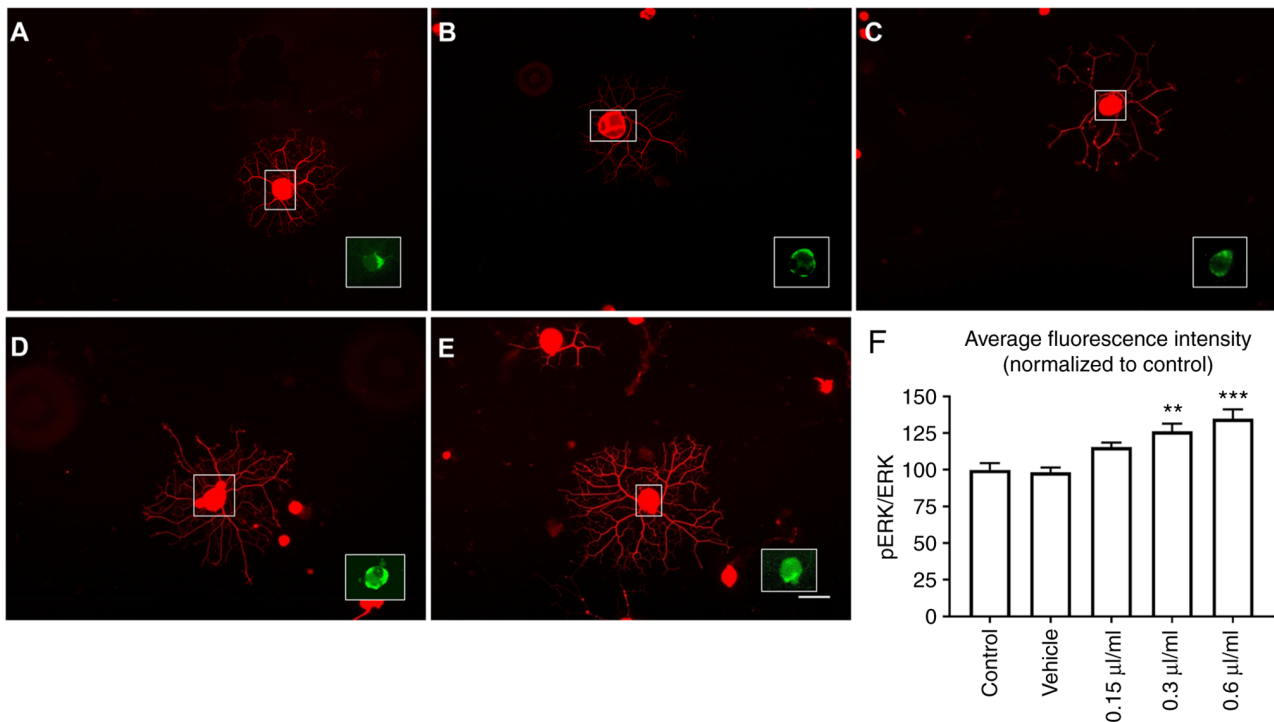 A
B
C
D
E
F
Average fluorescence intensity
(normalized to control)
pERK/ERK
150
125
100
75
50
25
0
**
***
Control
Vehicle
0.15 µl/ml
0.3 µl/ml
0.6 µl/ml